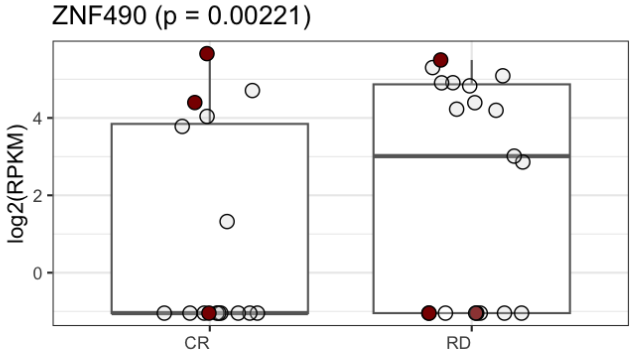 ZNF490 (p = 0.00221)
log2(RPKM)
4
2
0
CR
RD